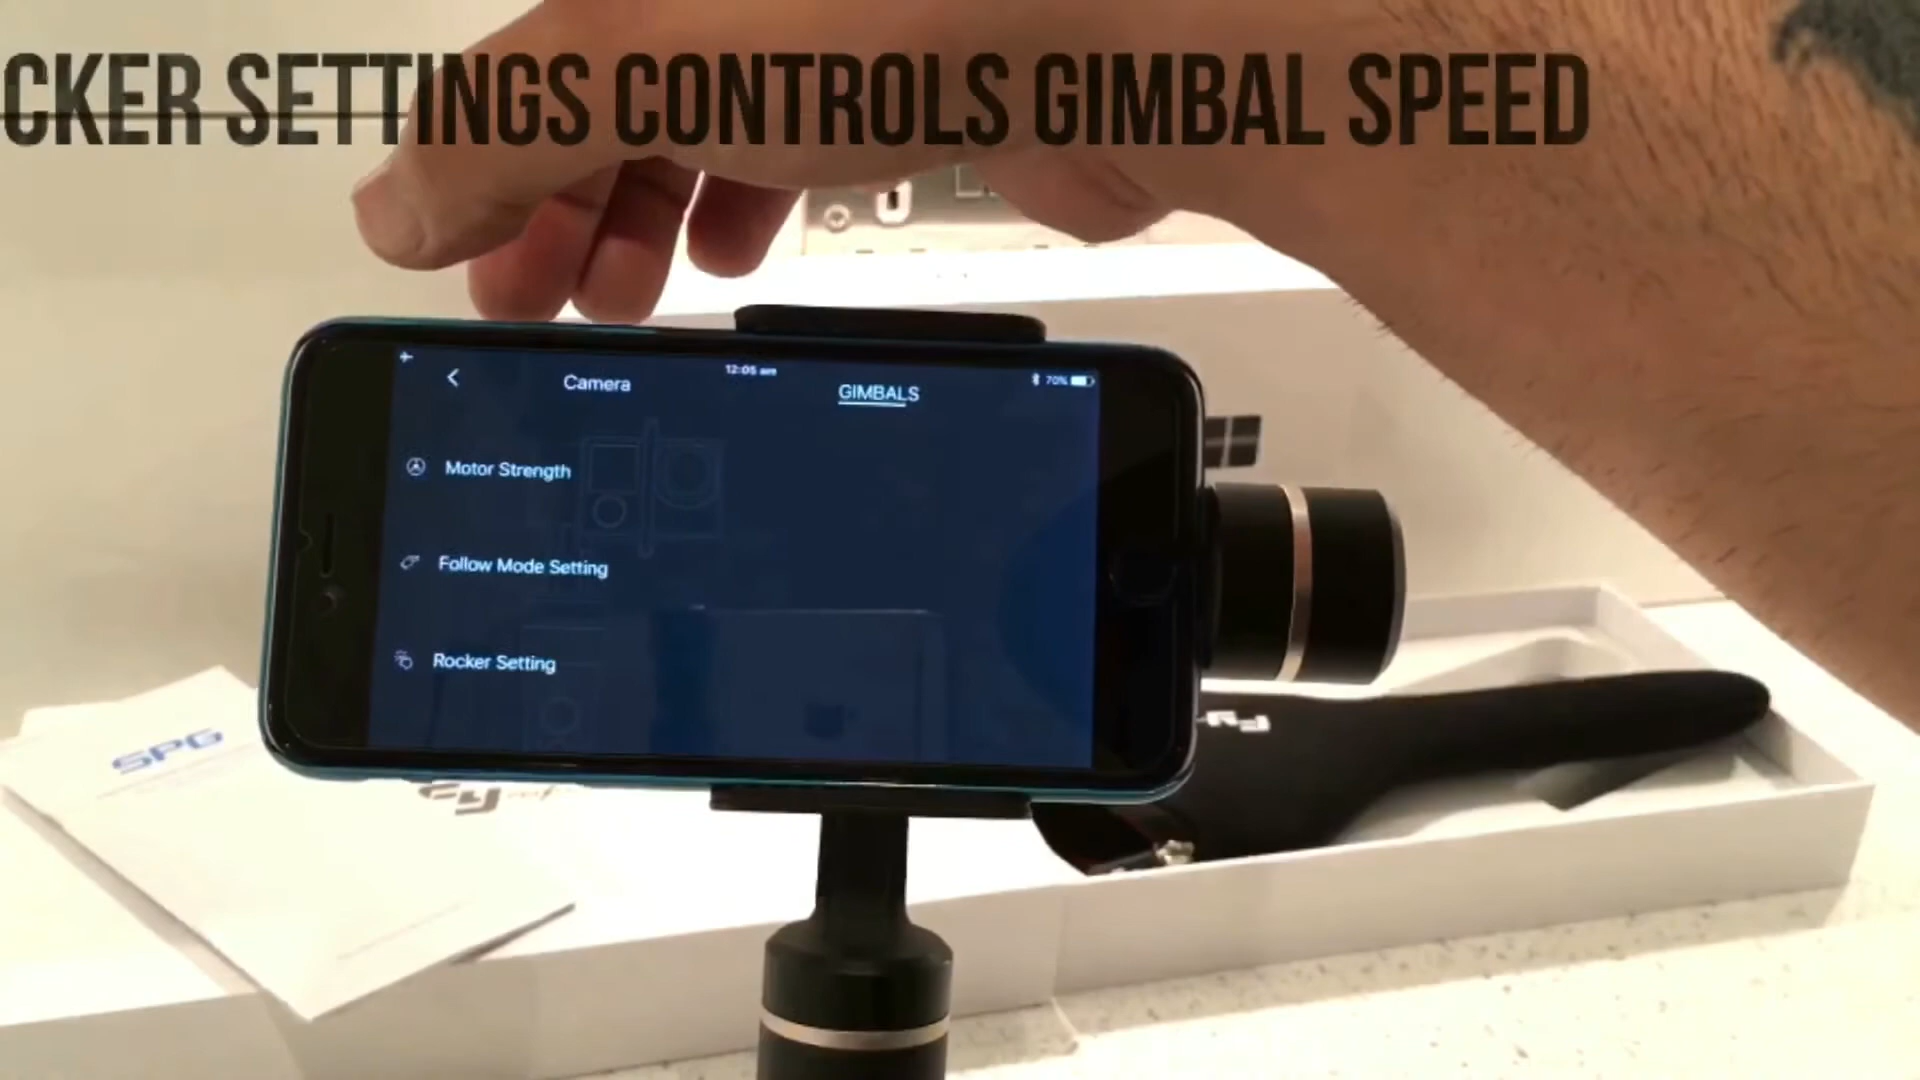 CKER SETTINGS CONTROLS GIMBAL SPEED
12:05 am
70%
Camera
GIMBALS
Motor Strength
Follow Mode Setting
Rocker Setting
SPG
FY